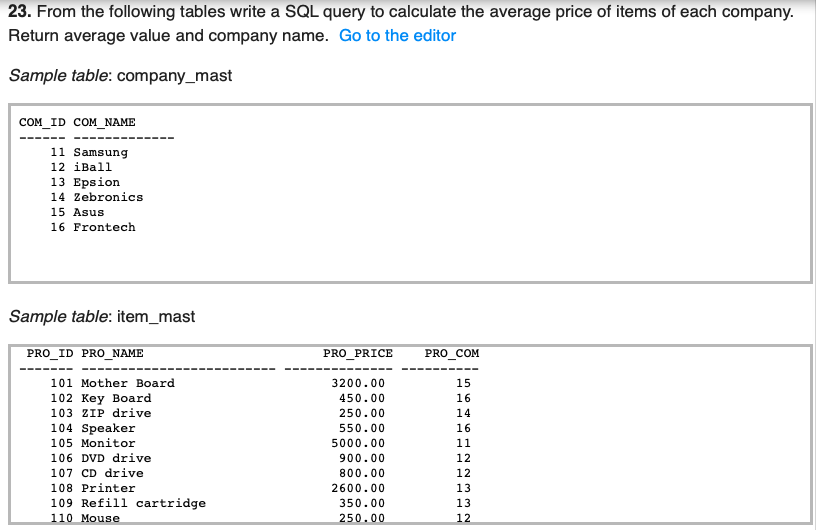 23. From the following tables write a SQL query to calculate the average price of items of each company.
Return average value and company name. Go to the editor
Sample table: company_mast
COM_ID COM_NAME
------ -------------
11 Samsung
12 iBall
13 Epsion
14 Zebronics
15 Asus
16 Frontech
Sample table: item_mast
PRO_ID PRO_NAME PRO_PRICE PRO_COM
------- ------------------------- -------------- ----------
101 Mother Board 3200.00 15
102 Key Board 450.00 16
103 ZIP drive 250.00 14
104 Speaker 550.00 16
105 Monitor 5000.00 11
106 DVD drive 900.00 12
107 CD drive 800.00 12
108 Printer 2600.00 13
109 Refill cartridge 350.00 13
110 Mouse 250.00 12